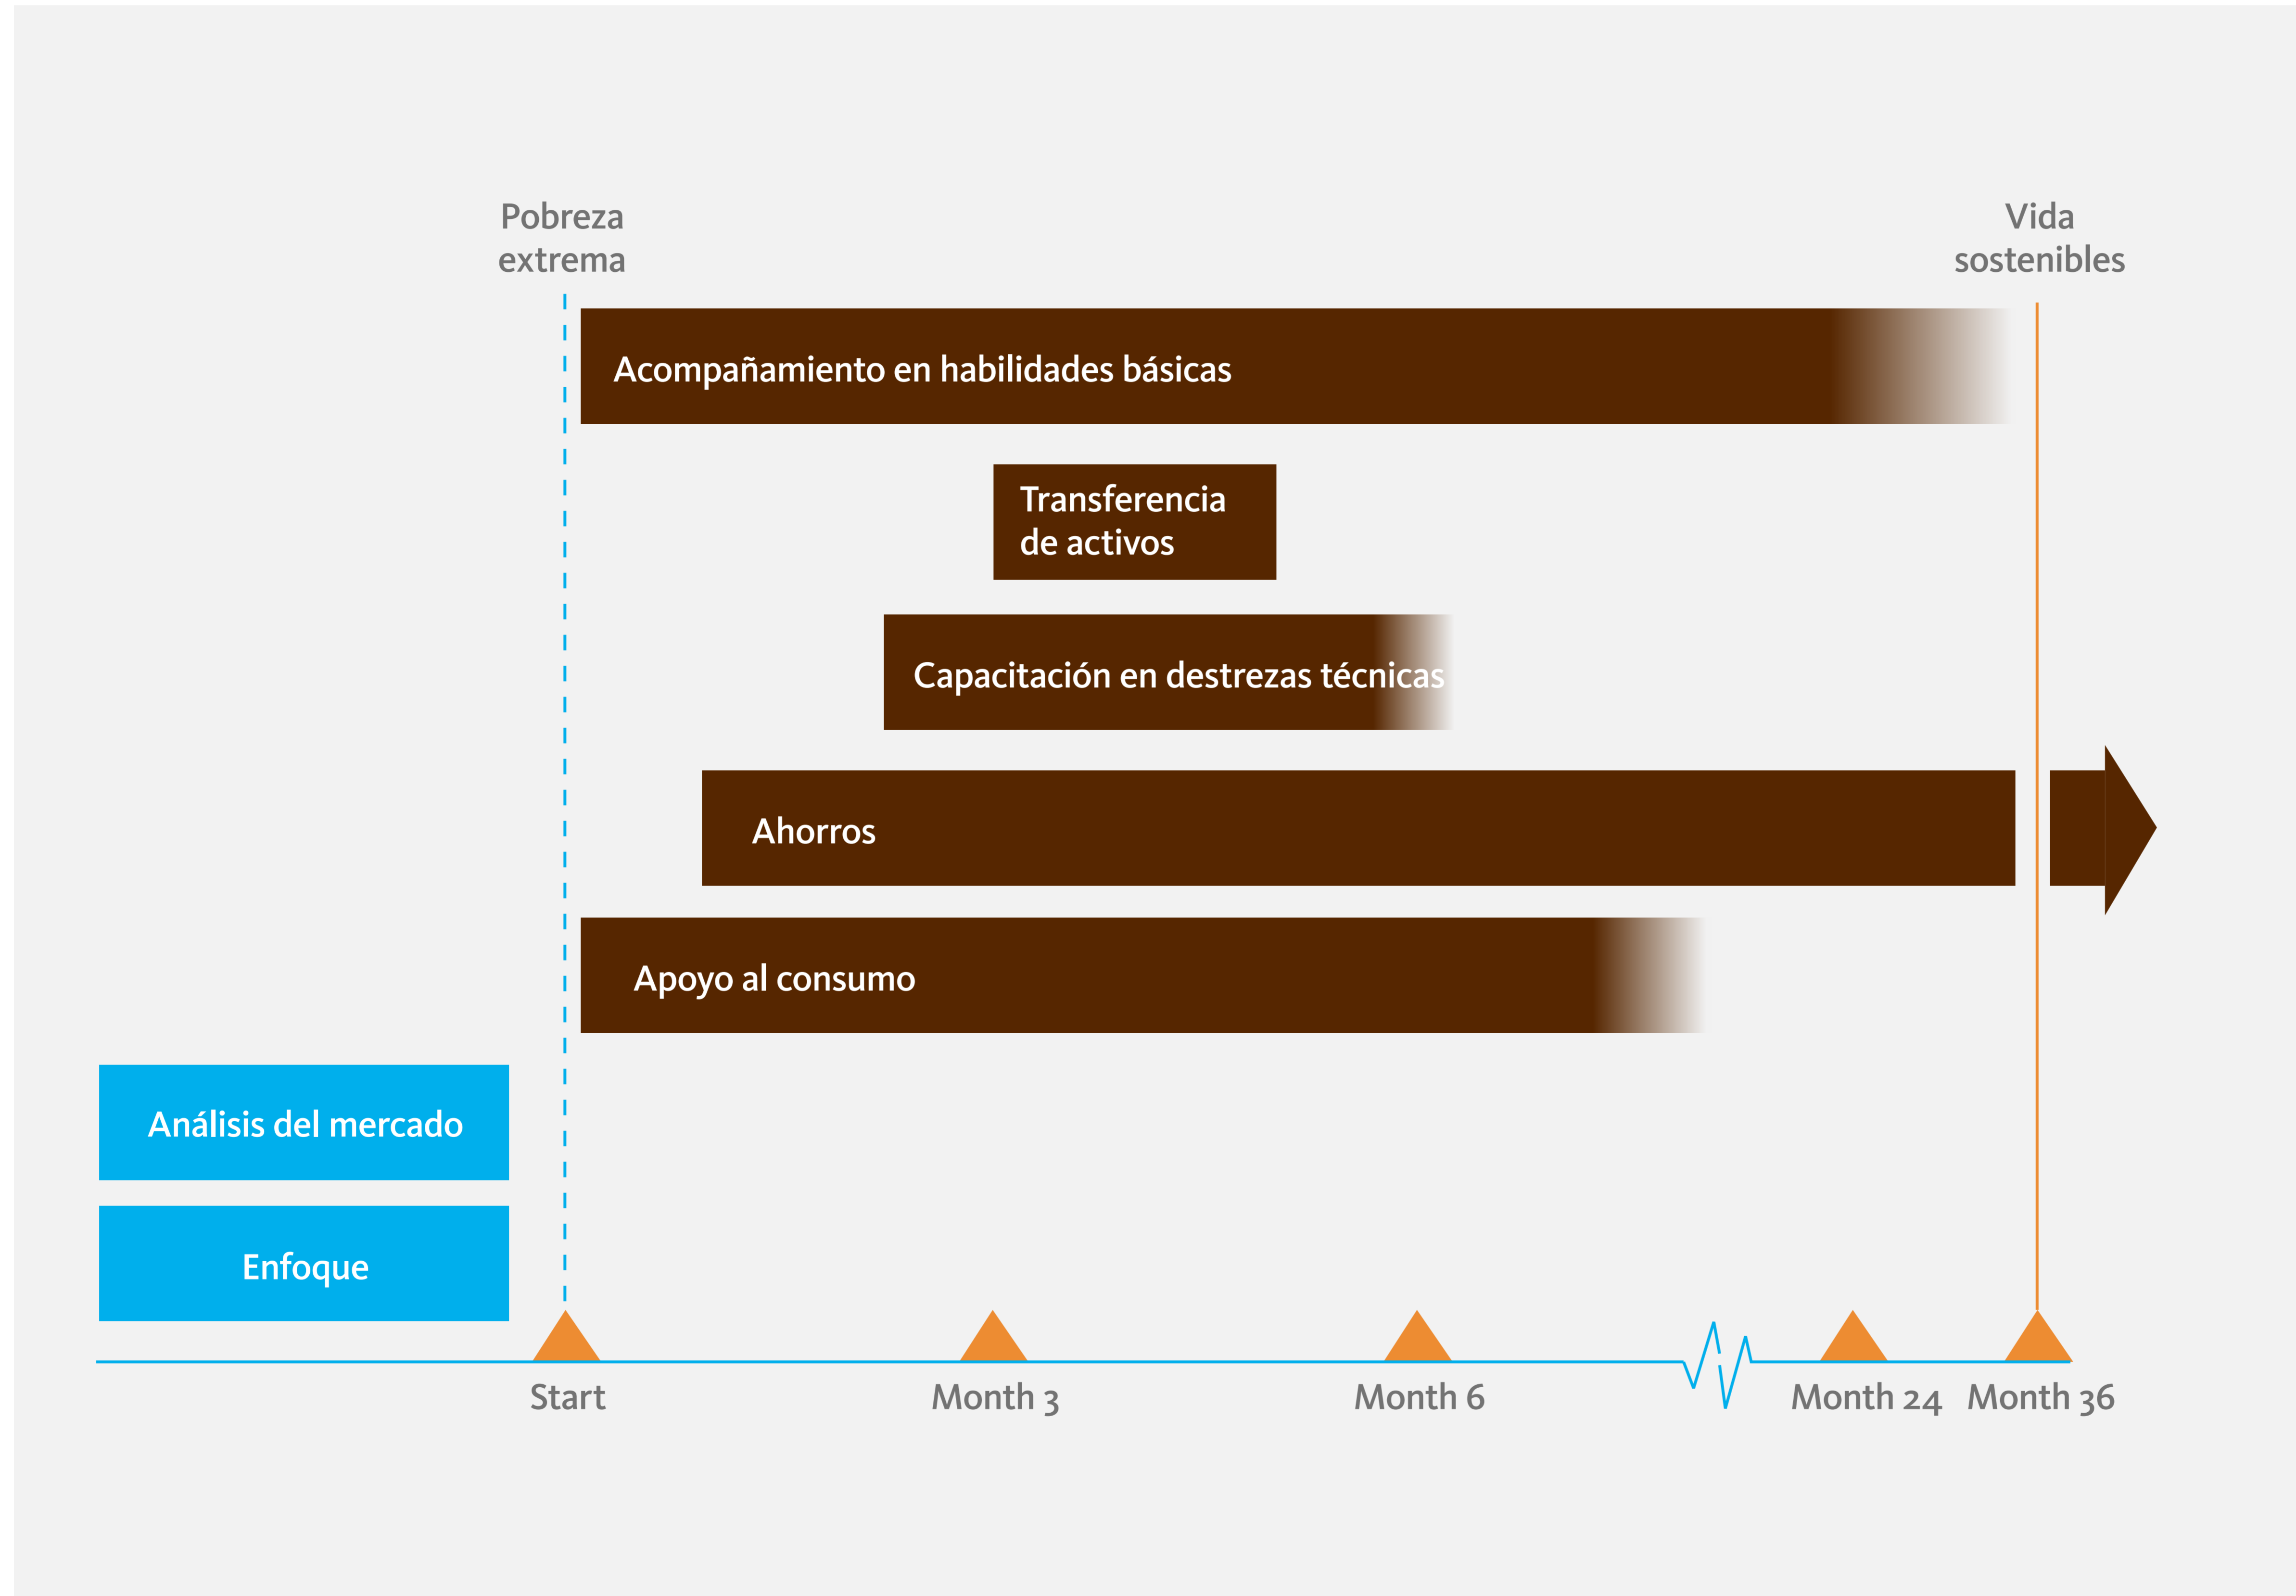 Pobreza
extrema
Vida
sostenibles
Acompañamiento en habilidades básicas
Transferencia
de activos
Capacitación en destrezas técnicas
Ahorros
Apoyo al consumo
Análisis del mercado
Enfoque
Start
Month 3
Month 6
Month 24
Month 36